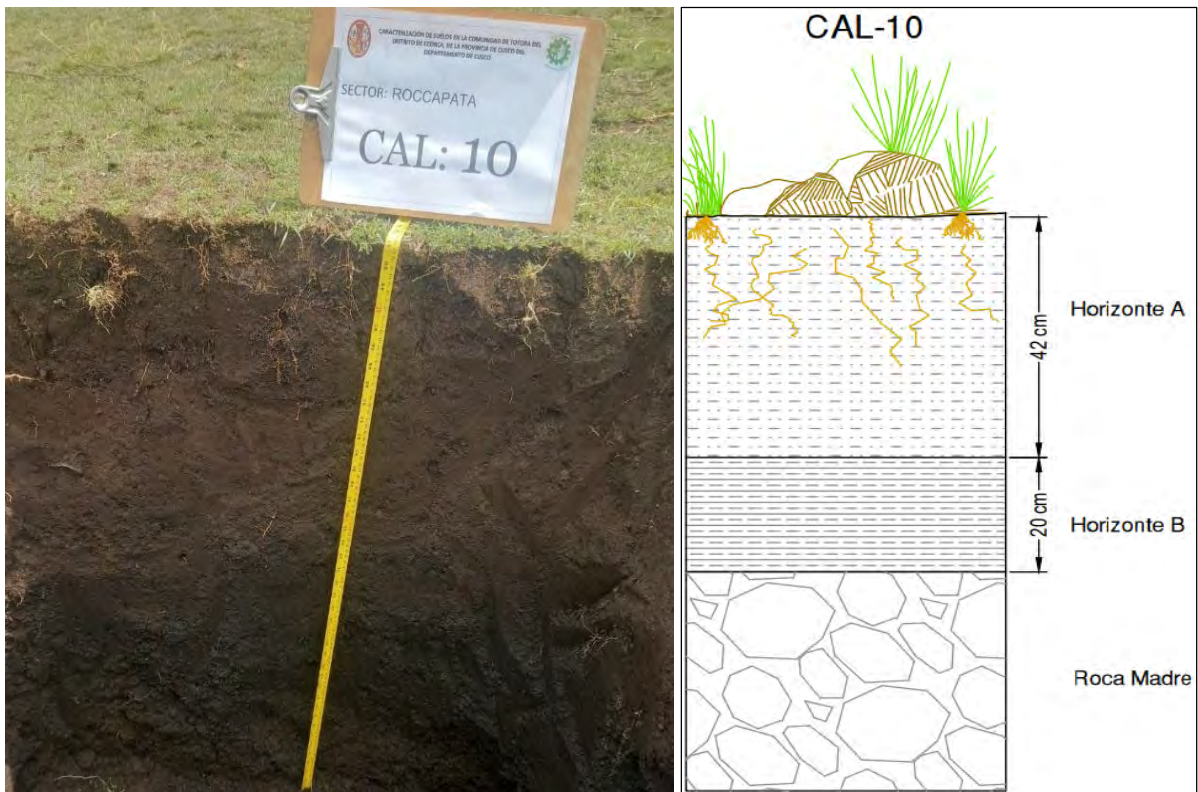 CARACTERIZACIÓN DE SUELOS EN LA COMUNIDAD DE TOTORA DEL
DISTRITO DE CCORCA, DE LA PROVINCIA DE CUSCO DEL
DEPARTAMENTO DE CUSCO
SECTOR: ROCCAPATA
CAL: 10
CAL-10
42 cm
Horizonte A
20 cm
Horizonte B
Roca Madre